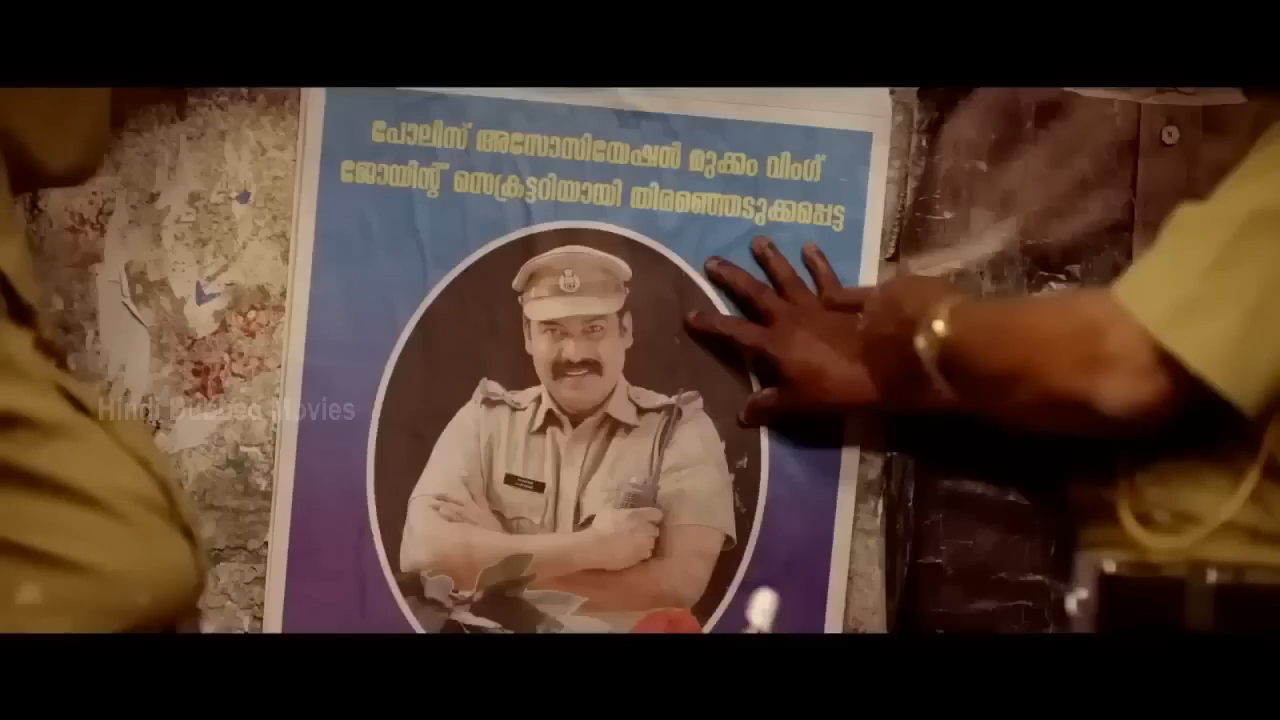 പോലിസ് അസോസിയേഷൻ മുക്കം വിംഗ്
ജോയിന്റ് സെക്രട്ടറിയായി തിരഞ്ഞെടുക്കപ്പെട്ട
Hindi Dubbed Movies